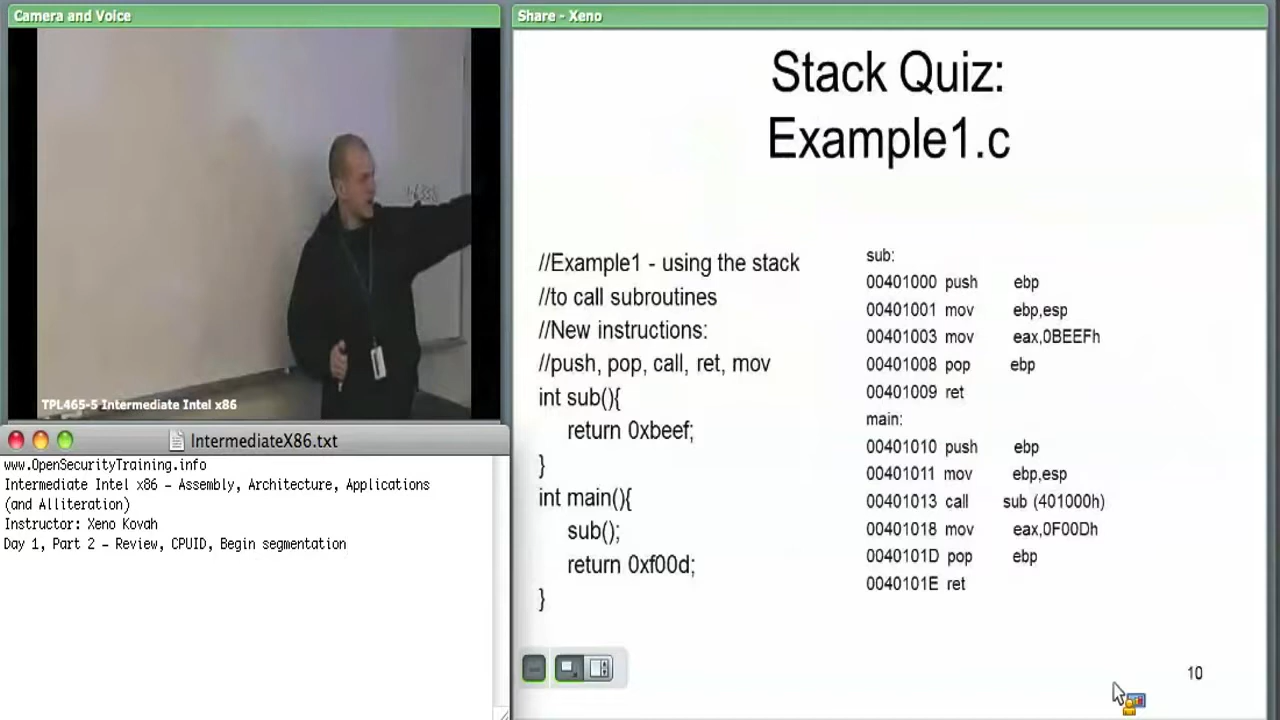 Camera and Voice
TPL465-5 Intermediate Intel x86
IntermediateX86.txt
www.OpenSecurityTraining.info
Intermediate Intel x86 – Assembly, Architecture, Applications
(and Alliteration)
Instructor: Xeno Kovah
Day 1, Part 2 – Review, CPUID, Begin segmentation
Share - Xeno
Stack Quiz:
Example1.c
//Example1 - using the stack
//to call subroutines
//New instructions:
//push, pop, call, ret, mov
int sub(){
return 0xbeef;
}
int main(){
sub();
return 0xf00d;
}
sub:
00401000 push ebp
00401001 mov ebp,esp
00401003 mov eax,0BEEFh
00401008 pop ebp
00401009 ret
main:
00401010 push ebp
00401011 mov ebp,esp
00401013 call sub (401000h)
00401018 mov eax,0F00Dh
0040101D pop ebp
0040101E ret
10